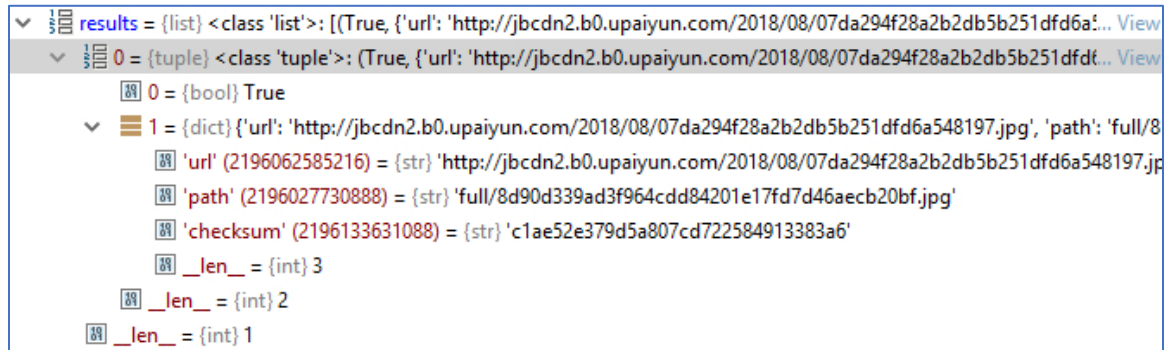 results = {list} <class 'list'>: [(True, {'url': 'http://jbcdn2.b0.upaiyun.com/2018/08/07da294f28a2b2db5b251dfd6a5... View
0 = {tuple} <class 'tuple'>: (True, {'url': 'http://jbcdn2.b0.upaiyun.com/2018/08/07da294f28a2b2db5b251dfd6... View
0 = {bool} True
1 = {dict} {'url': 'http://jbcdn2.b0.upaiyun.com/2018/08/07da294f28a2b2db5b251dfd6a548197.jpg', 'path': 'full/8
'url' (2196062585216) = {str} 'http://jbcdn2.b0.upaiyun.com/2018/08/07da294f28a2b2db5b251dfd6a548197.jp
'path' (2196027730888) = {str} 'full/8d90d339ad3f964cdd84201e17fd7d46aecb20bf.jpg'
'checksum' (2196133631088) = {str} 'c1ae52e379d5a807cd722584913383a6'
__len__ = {int} 3
__len__ = {int} 2
__len__ = {int} 1